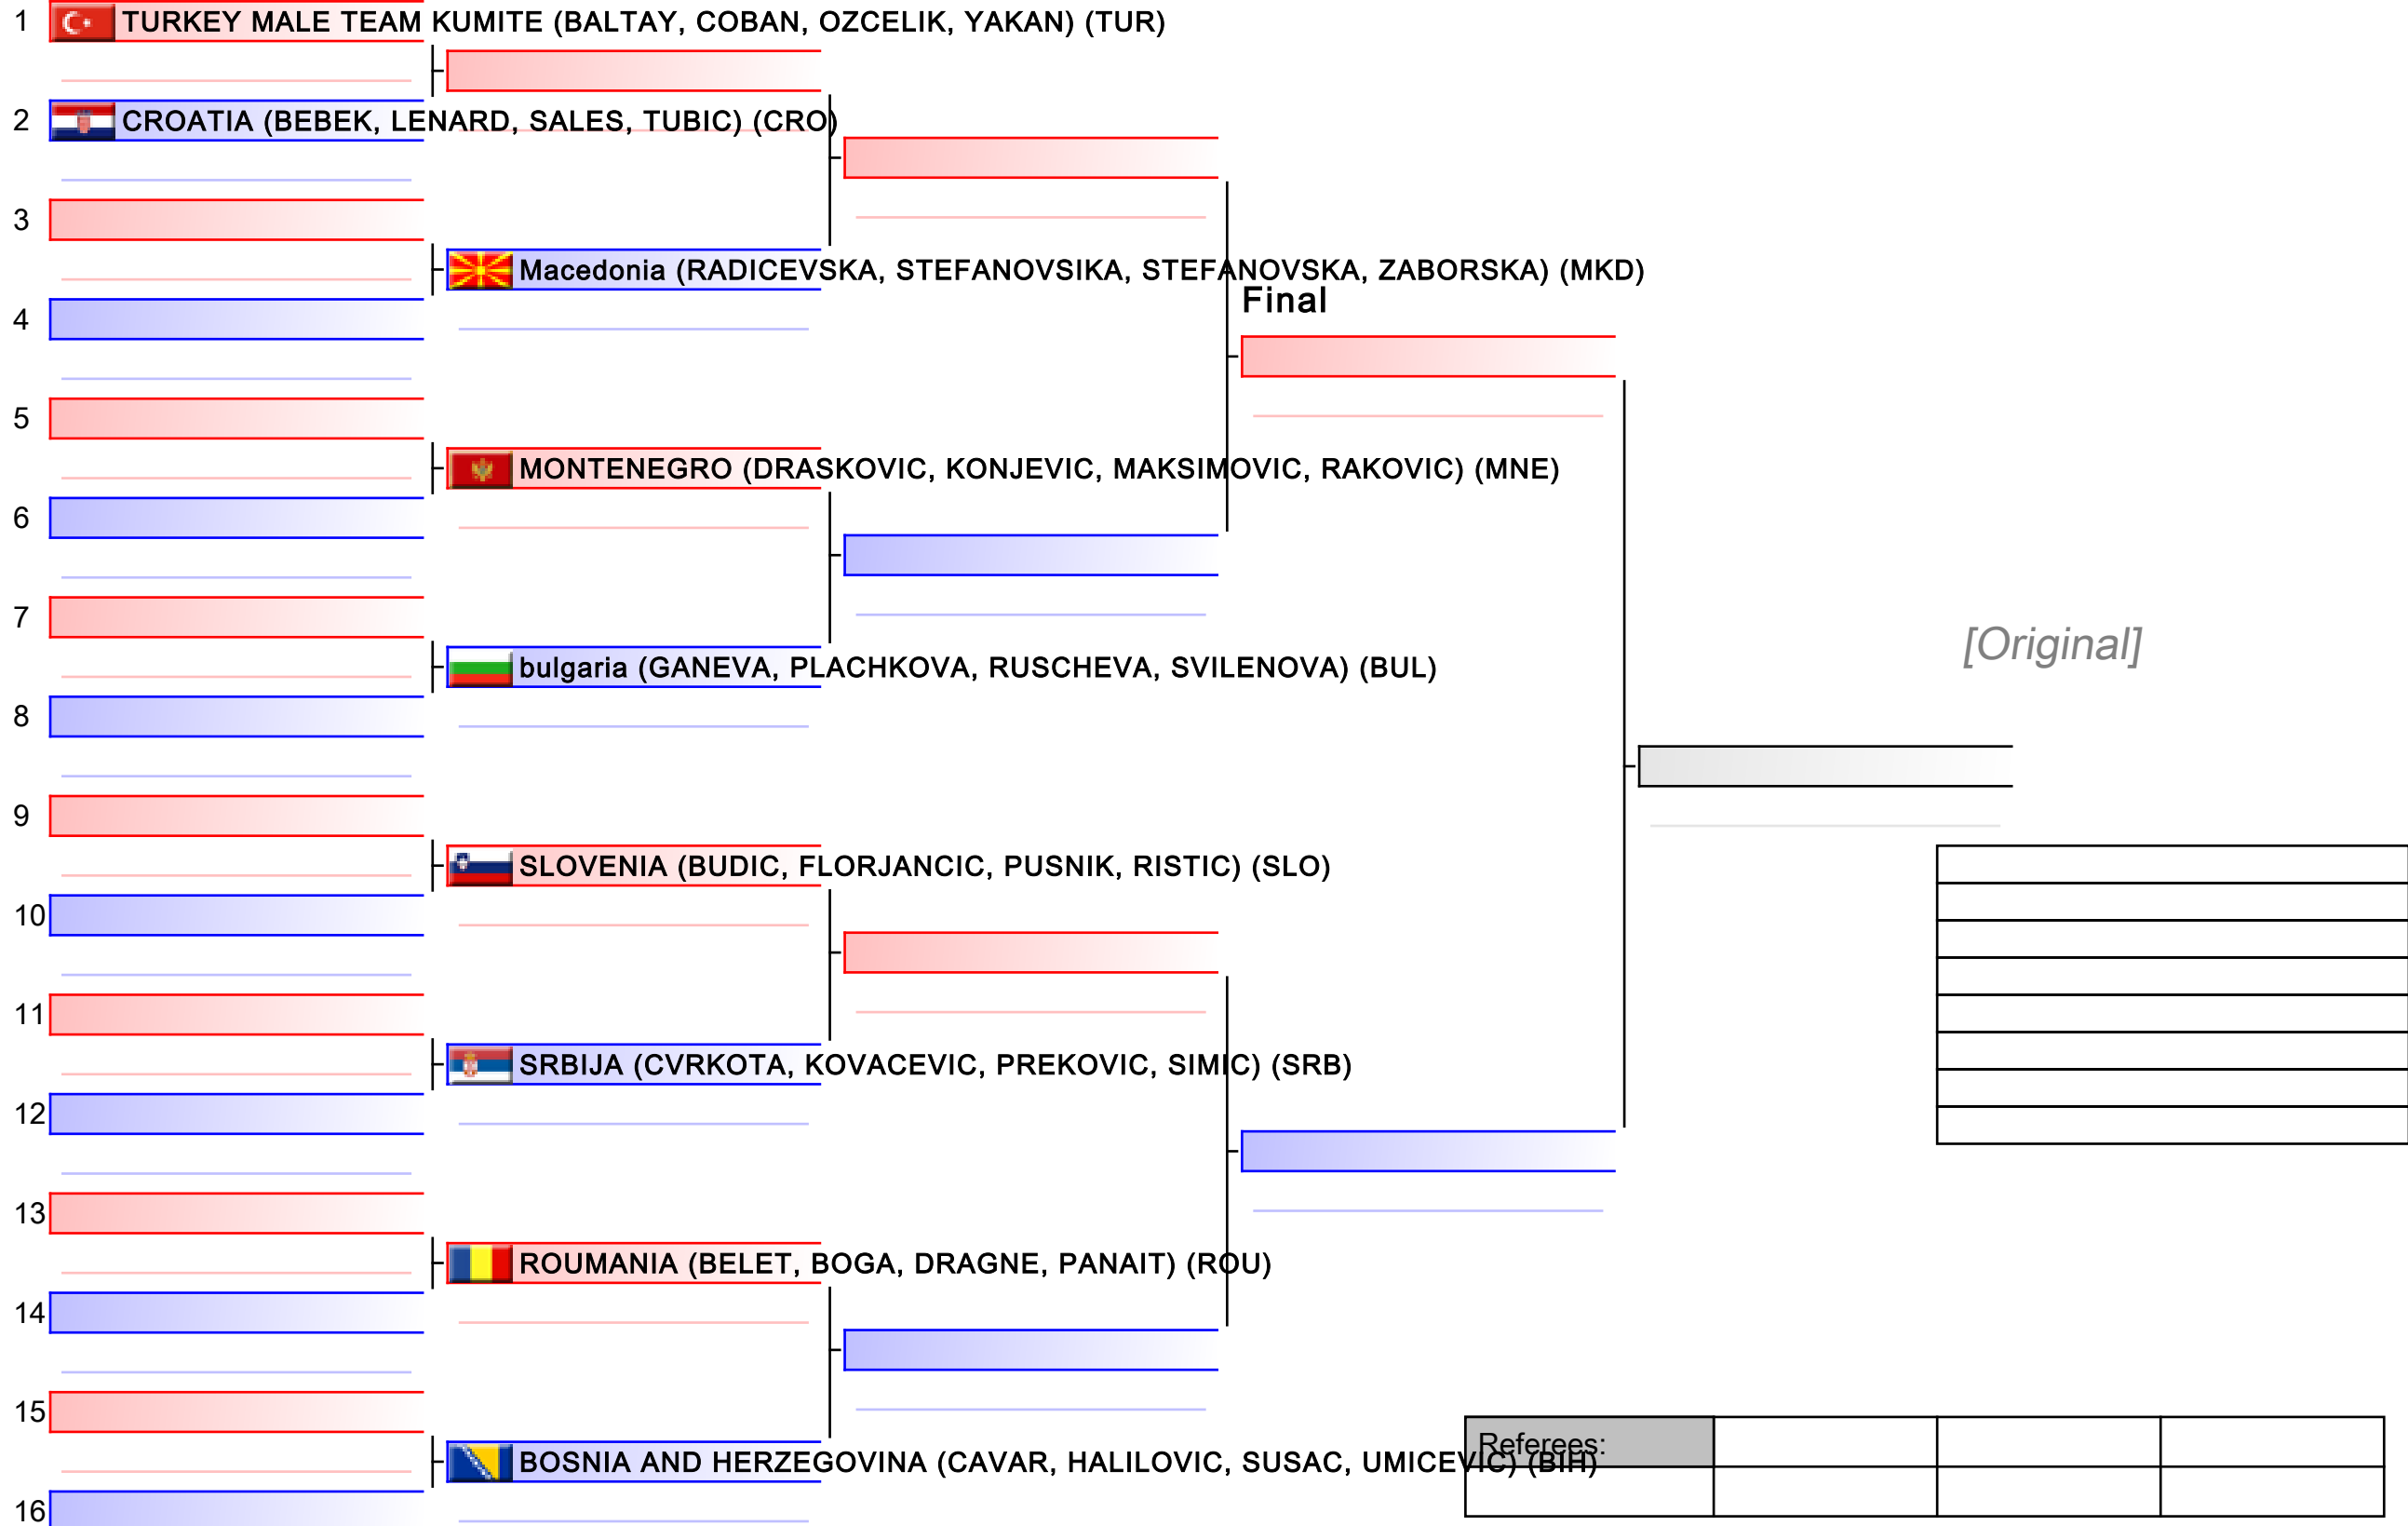 1 TURKEY MALE TEAM KUMITE (BALTAY, COBAN, OZCELIK, YAKAN) (TUR)
2 CROATIA (BEBEK, LENARD, SALES, TUBIC) (CRO)
3
Macedonia (RADICEVSKA, STEFANOVSIKA, STEFANOVSKA, ZABORSKA) (MKD)
Final
4
5
MONTENEGRO (DRASKOVIC, KONJEVIC, MAKSIMOVIC, RAKOVIC) (MNE)
6
7
[Original]
bulgaria (GANEVA, PLACHKOVA, RUSCHEVA, SVILENOVA) (BUL)
8
9
SLOVENIA (BUDIC, FLORJANCIC, PUSNIK, RISTIC) (SLO)
10
11
SRBIJA (CVRKOTA, KOVACEVIC, PREKOVIC, SIMIC) (SRB)
12
13
ROUMANIA (BELET, BOGA, DRAGNE, PANAIT) (ROU)
14
15
Referees:
BOSNIA AND HERZEGOVINA (CAVAR, HALILOVIC, SUSAC, UMICEVIC) (BIH)
16